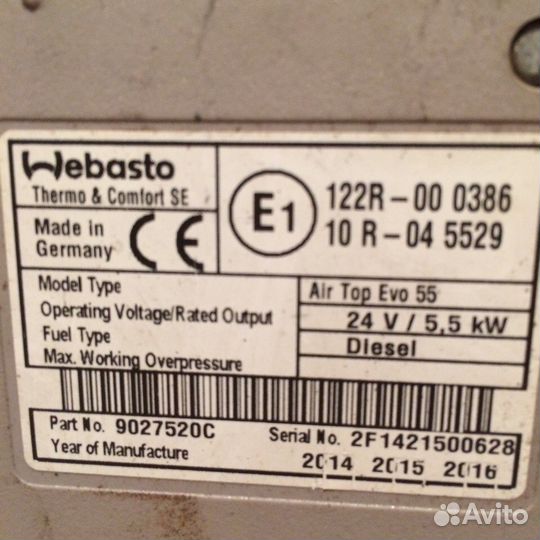 Webasto
Thermo & Comfort SE
Made in
Germany
CE
E1
122R-00 0386
10 R-04 5529
Model Type
Air Top Evo 55
Operating Voltage/Rated Output
24 V / 5,5 kW
Fuel Type
Diesel
Max. Working Overpressure
Part No. 9027520C
Serial No. 2F1421500628
Year of Manufacture
2014 2015 2016
Avito